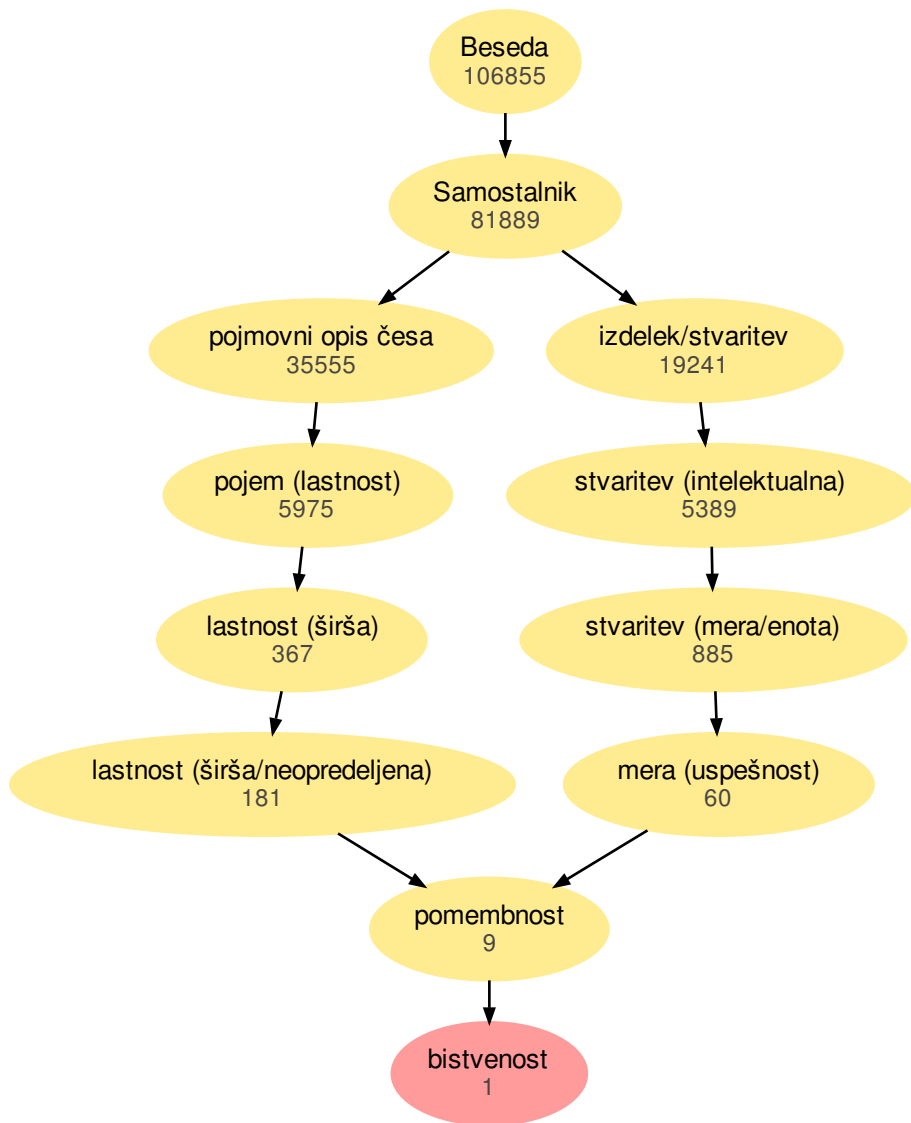 Beseda
106855
Samostalnik
81889
pojmovni opis česa
35555
izdelek/stvaritev
19241
pojem (lastnost)
5975
stvaritev (intelektualna)
5389
lastnost (širša)
367
stvaritev (mera/enota)
885
lastnost (širša/neopredeljena)
181
mera (uspešnost)
60
pomembnost
9
bistvenost
1